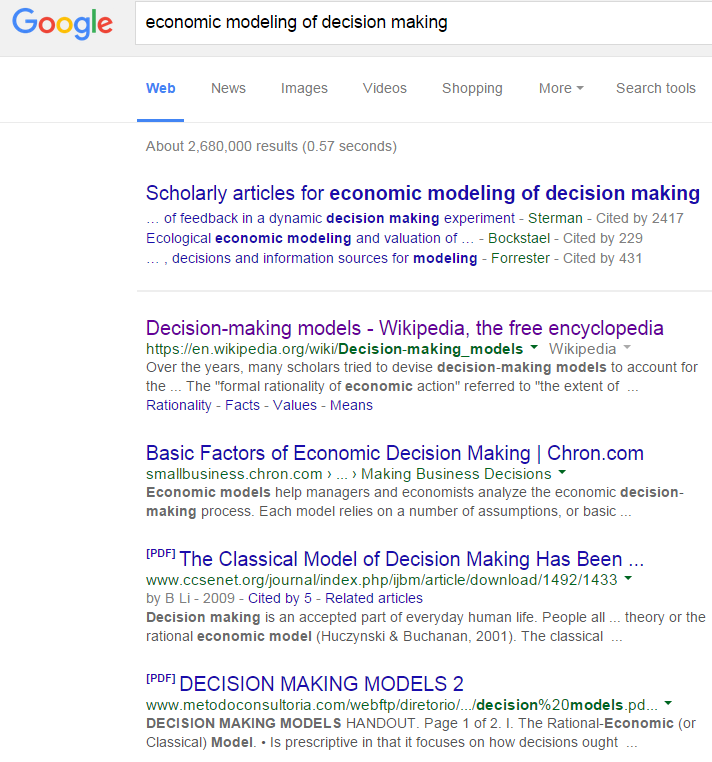 Google
economic modeling of decision making
Web News Images Videos Shopping More Search tools
About 2,680,000 results (0.57 seconds)
Scholarly articles for economic modeling of decision making
... of feedback in a dynamic decision making experiment - Sterman - Cited by 2417
Ecological economic modeling and valuation of ... - Bockstael - Cited by 229
... , decisions and information sources for modeling - Forrester - Cited by 431
Decision-making models - Wikipedia, the free encyclopedia
https://en.wikipedia.org/wiki/Decision-making_models Wikipedia
Over the years, many scholars tried to devise decision-making models to account for
the ... The "formal rationality of economic action" referred to "the extent of ...
Rationality - Facts - Values - Means
Basic Factors of Economic Decision Making | Chron.com
smallbusiness.chron.com › ... › Making Business Decisions
Economic models help managers and economists analyze the economic decision-
making process. Each model relies on a number of assumptions, or basic ...
[PDF] The Classical Model of Decision Making Has Been ...
www.ccsenet.org/journal/index.php/ijbm/article/download/1492/1433
by B Li - 2009 - Cited by 5 - Related articles
Decision making is an accepted part of everyday human life. People all ... theory or the
rational economic model (Huczynski & Buchanan, 2001). The classical ...
[PDF] DECISION MAKING MODELS 2
www.metodoconsultoria.com/webftp/diretorio/.../decision%20models.pd...
DECISION MAKING MODELS HANDOUT. Page 1 of 2. I. The Rational-Economic (or
Classical) Model. • Is prescriptive in that it focuses on how decisions ought ...